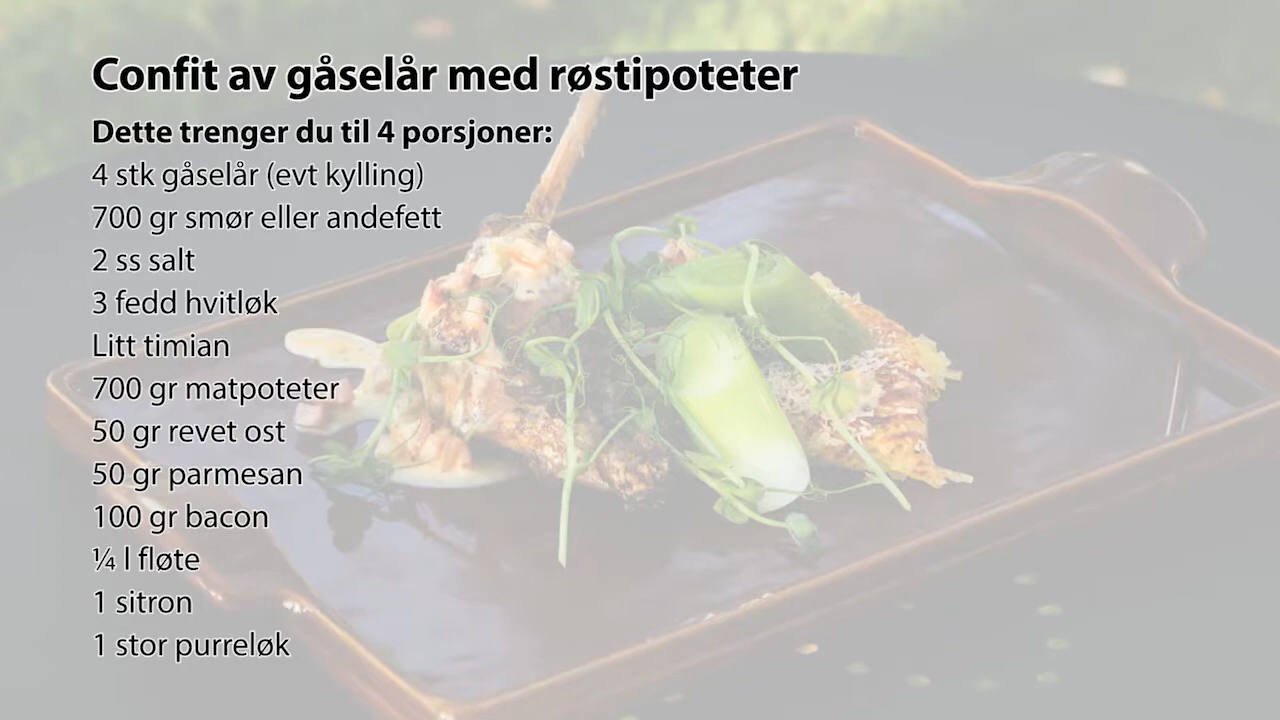 Confit av gåselår med røstipoteter
Dette trenger du til 4 porsjoner:
4 stk gåselår (evt kylling)
700 gr smør eller andefett
2 ss salt
3 fedd hvitløk
Litt timian
700 gr matpoteter
50 gr revet ost
50 gr parmesan
100 gr bacon
¼ l fløte
1 sitron
1 stor purreløk